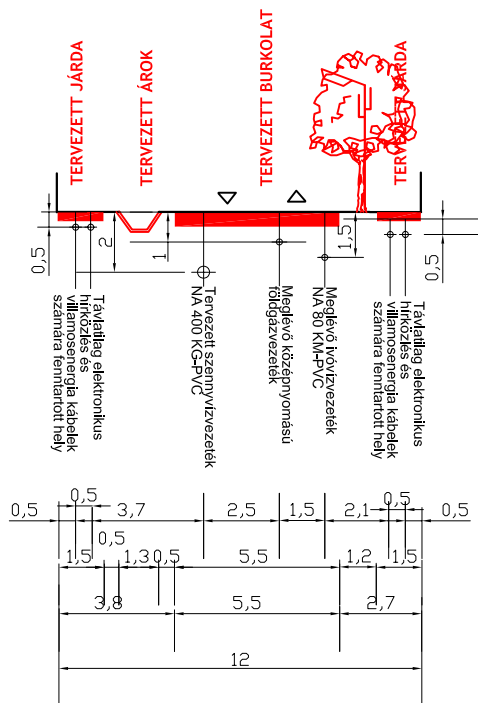 TERVEZETT JÁRDA
TERVEZETT ÁROK
TERVEZETT BURKOLAT
TERVEZETT JÁRDA
0,5
2
1
1,5
0,5
Távlatilag elektronikus
hírközlés és
villamosenergia kábelek
számára fenntartott hely
Tervezett szennyvízvezeték
NA 400 KG-PVC
Meglévő középnyomású
földgázvezeték
Meglévő ivóvízvezeték
NA 80 KM-PVC
Távlatilag elektronikus
hírközlés és
villamosenergia kábelek
számára fenntartott hely
0,5
0,5
3,7
2,5
1,5
2,1
0,5
0,5
0,5
1,5
1,3
0,5
5,5
1,2
1,5
3,8
5,5
2,7
12